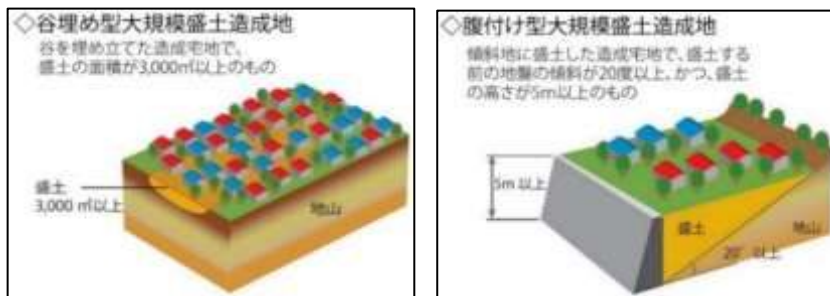 ◇谷埋め型大規模盛土造成地
谷を埋め立てた造成宅地で、
盛土の面積が3,000㎡以上のもの
盛土
3,000㎡以上
地山
◇腹付け型大規模盛土造成地
傾斜地に盛土した造成宅地で、盛土する
前の地盤の傾斜が20度以上、かつ、盛土
の高さが5m以上のもの
5m以上
盛土
地山
20°以上